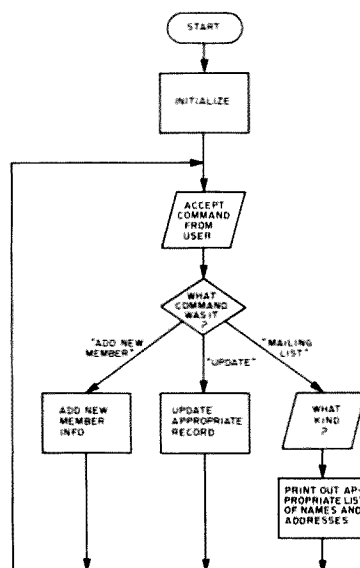 START
INITIALIZE
ACCEPT
COMMAND
FROM
USER
WHAT
COMMAND
WAS IT
?
"ADD NEW
MEMBER"
"UPDATE"
"MAILING
LIST"
ADD NEW
MEMBER
INFO
UPDATE
APPROPRIATE
RECORD
WHAT
KIND
?
PRINT OUT AP-
PROPRIATE LIST
OF NAMES AND
ADDRESSES